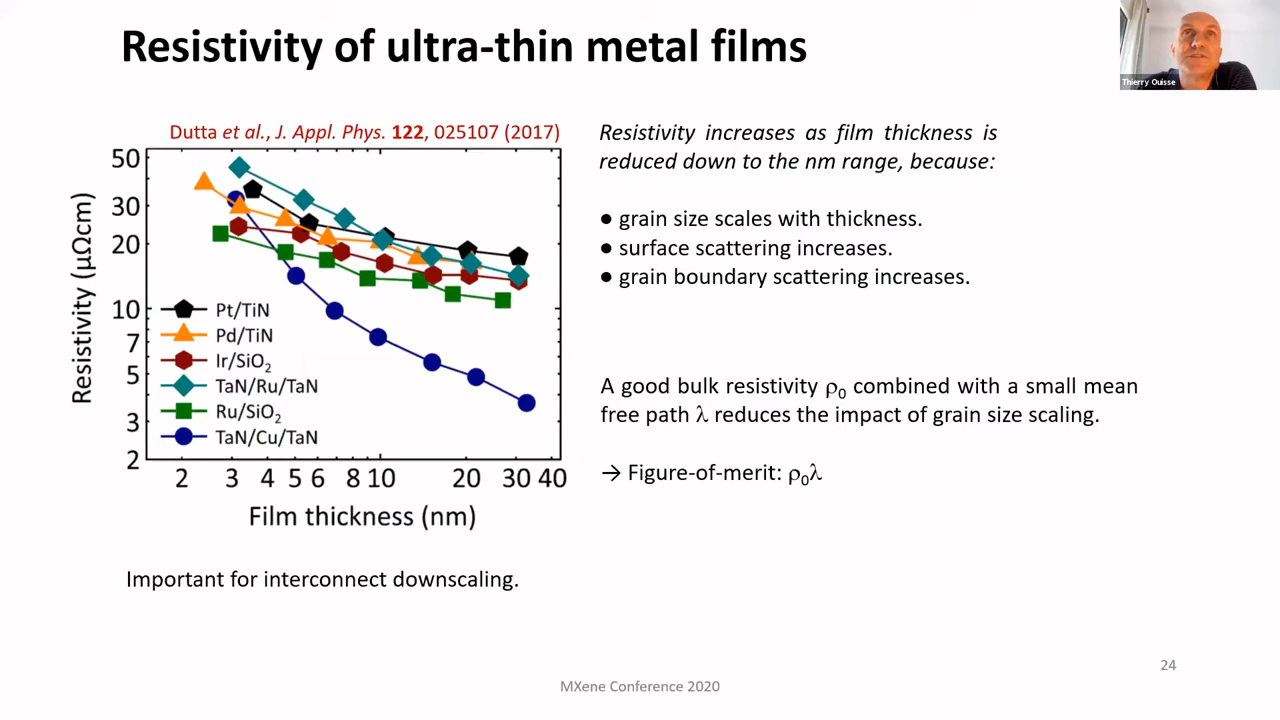 Resistivity of ultra-thin metal films
Thierry Ouisse
Dutta et al., J. Appl. Phys. 122, 025107 (2017)
50
30
20
10
7
5
3
2
Resistivity (μΩcm)
Pt/TiN
Pd/TiN
Ir/SiO₂
TaN/Ru/TaN
Ru/SiO₂
TaN/Cu/TaN
2 3 4 5 6 8 10 20 30 40
Film thickness (nm)
Important for interconnect downscaling.
Resistivity increases as film thickness is
reduced down to the nm range, because:
● grain size scales with thickness.
● surface scattering increases.
● grain boundary scattering increases.
A good bulk resistivity ρ₀ combined with a small mean
free path λ reduces the impact of grain size scaling.
→ Figure-of-merit: ρ₀λ
24
MXene Conference 2020